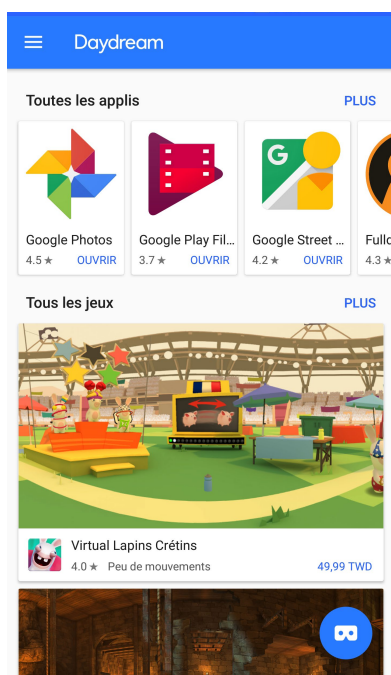 Daydream
Toutes les applis PLUS
G
Google Photos Google Play Fil... Google Street ...
4.5★ OUVRIR 3.7★ OUVRIR 4.2★ OUVRIR 4.3★
Tous les jeux PLUS
Virtual Lapins Crétins
4.0★ Peu de mouvements 49,99 TWD